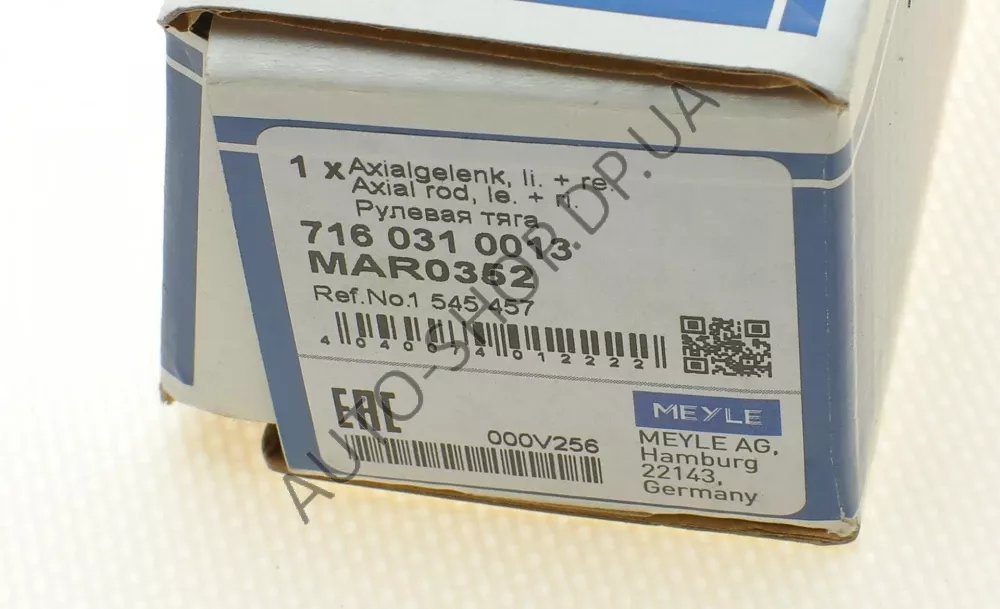 1 x Axialgelenk, li. + re.
Axial rod, le. + ri.
Рулевая тяга
716 031 0013
MAR0352
Ref.No.1 545 457
4 040074 012222
EAC
000V256
MEYLE
MEYLE AG,
Hamburg
22143,
Germany
AUWO-SHOP.DP.UA